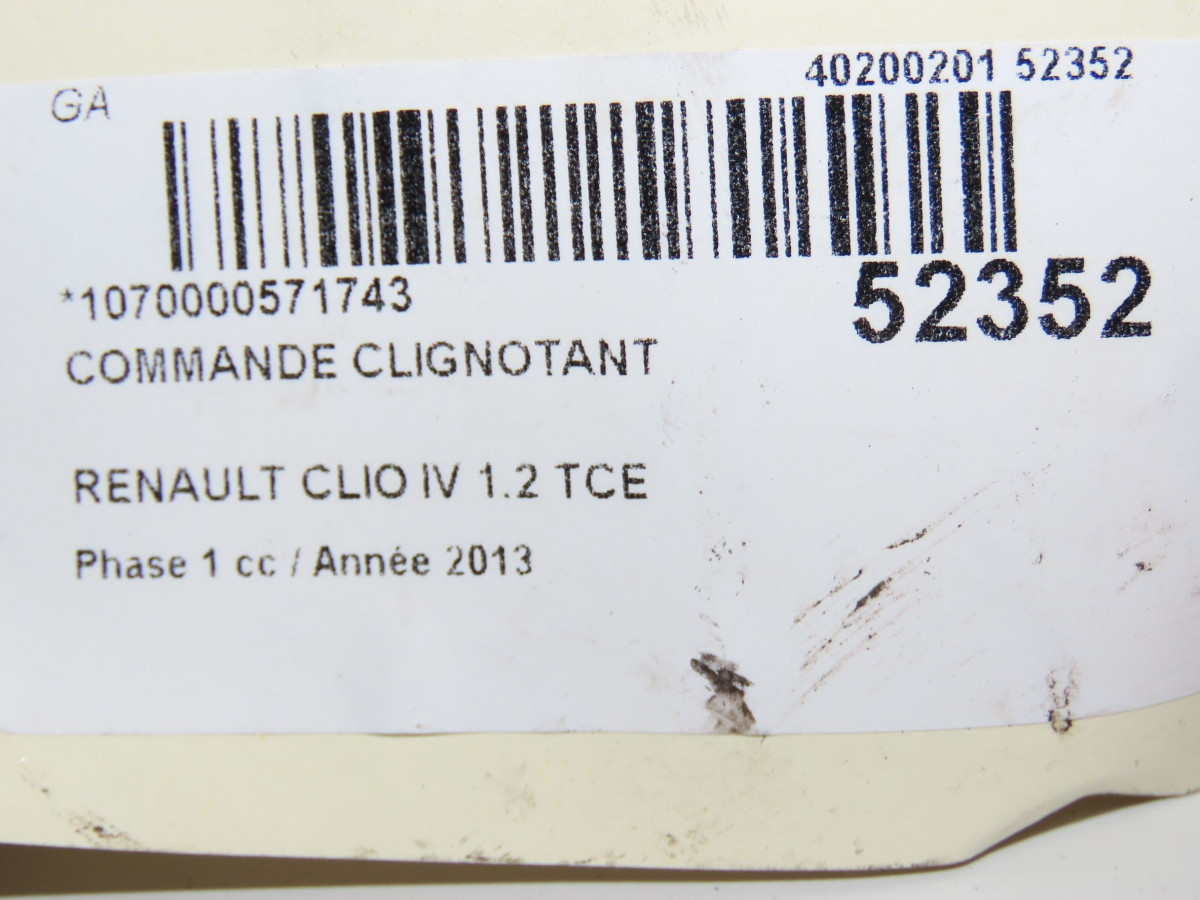 GA
40200201 52352
52352
*1070000571743
COMMANDE CLIGNOTANT
RENAULT CLIO IV 1.2 TCE
Phase 1 cc / Année 2013